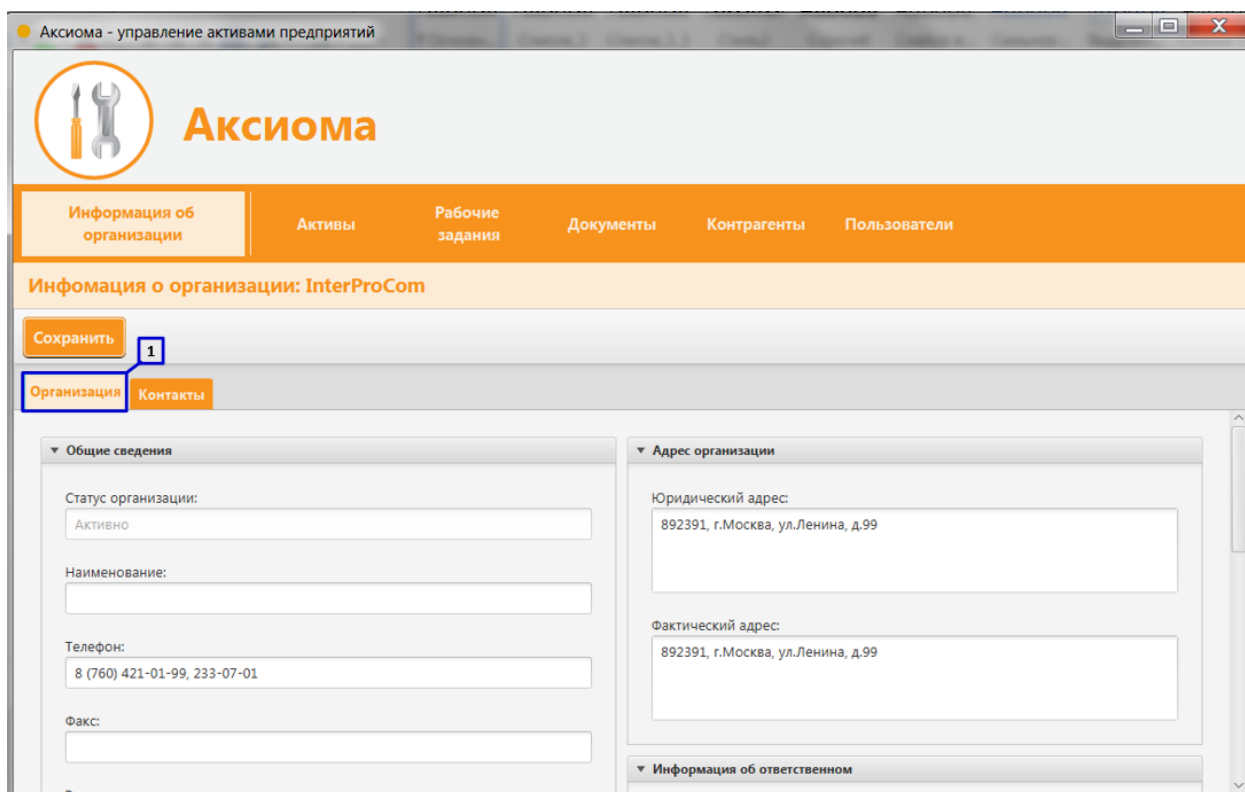 Аксиома - управление активами предприятий
Аксиома
Информация об
организации
Активы
Рабочие
задания
Документы
Контрагенты
Пользователи
Инфомация о организации: InterProCom
Сохранить
1
Организация
Контакты
Общие сведения
Статус организации:
Активно
Наименование:
Телефон:
8 (760) 421-01-99, 233-07-01
Факс:
Адрес организации
Юридический адрес:
892391, г.Москва, ул.Ленина, д.99
Фактический адрес:
892391, г.Москва, ул.Ленина, д.99
Информация об ответственном